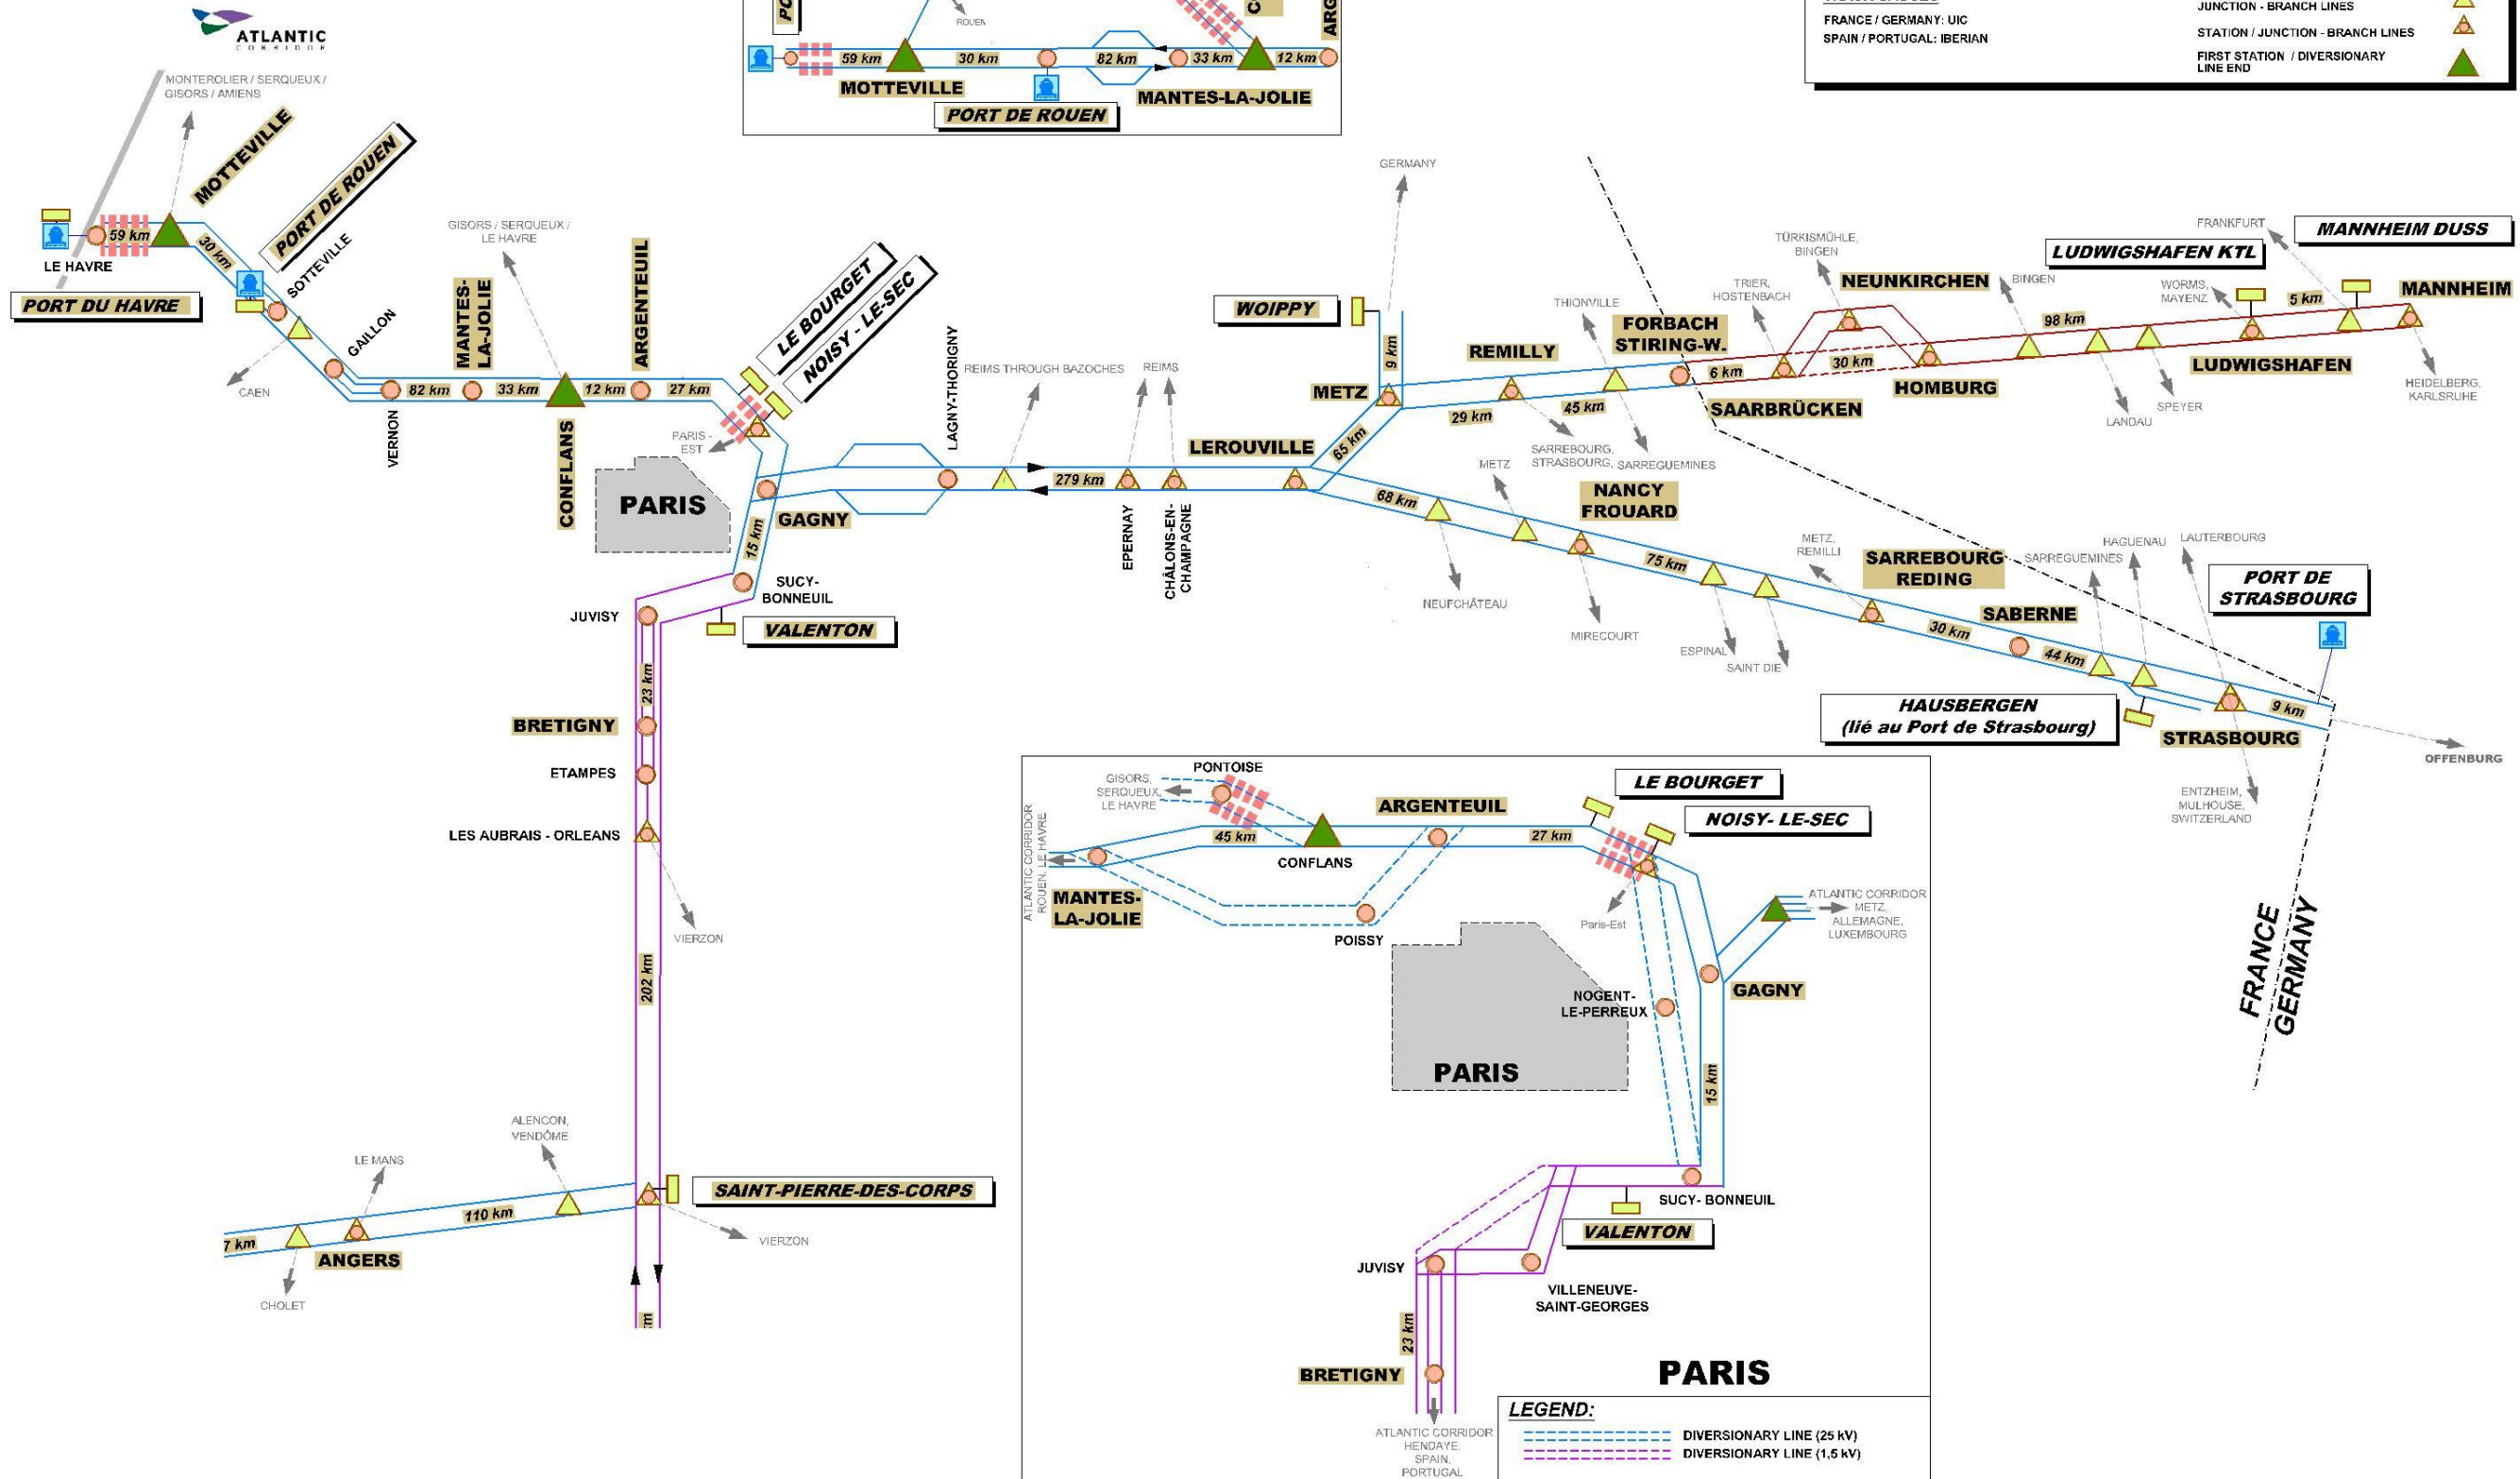 ATLANTIC
CORRIDOR
ROUEN
59 km
30 km
82 km
33 km
12 km
MOTTEVILLE
PORT DE ROUEN
MANTES-LA-JOLIE
JUNCTION - BRANCH LINES
FRANCE / GERMANY: UIC
SPAIN / PORTUGAL: IBERIAN
STATION / JUNCTION - BRANCH LINES
FIRST STATION / DIVERSIONARY
LINE END
MONTEROLIER / SERQUEUX /
GISORS / AMIENS
MOTTEVILLE
59 km
LE HAVRE
PORT DU HAVRE
30 km
PORT DE ROUEN
SOTTEVILLE
CAEN
GAILLON
VERNON
82 km
MANTES-
LA-JOLIE
33 km
GISORS / SERQUEUX /
LE HAVRE
CONFLANS
12 km
ARGENTEUIL
27 km
LE BOURGET
NOISY - LE-SEC
PARIS -
EST
PARIS
GAGNY
15 km
LAGNY-THORIGNY
REIMS THROUGH BAZOCHES
REIMS
279 km
EPERNAY
CHÂLONS-EN-
CHAMPAGNE
LEROUVILLE
65 km
GERMANY
WOIPPY
9 km
METZ
REMILLY
29 km
SARREBOURG,
STRASBOURG,
THIONVILLE
45 km
SARREGUEMINES
FORBACH
STIRING-W.
6 km
TRIER,
HOSTENBACH
SAARBRÜCKEN
TÜRKISMÜHLE,
BINGEN
NEUNKIRCHEN
30 km
HOMBURG
BINGEN
98 km
LANDAU
SPEYER
LUDWIGSHAFEN KTL
WORMS,
MAYENZ
LUDWIGSHAFEN
FRANKFURT
5 km
MANNHEIM DUSS
MANNHEIM
HEIDELBERG,
KARLSRUHE
68 km
NEUFCHÂTEAU
METZ
NANCY
FROUARD
MIRECOURT
75 km
ESPINAL
SAINT DIE
METZ,
REMILLI
SARREBOURG
REDING
30 km
SABERNE
44 km
SARREGUEMINES
HAGUENAU
LAUTERBOURG
PORT DE
STRASBOURG
HAUSBERGEN
(lié au Port de Strasbourg)
STRASBOURG
9 km
OFFENBURG
ENTZHEIM,
MULHOUSE,
SWITZERLAND
FRANCE
GERMANY
SUCY-
BONNEUIL
VALENTON
JUVISY
23 km
BRETIGNY
ETAMPES
LES AUBRAIS - ORLEANS
VIERZON
202 km
SAINT-PIERRE-DES-CORPS
VIERZON
ALENCON,
VENDÔME
LE MANS
110 km
7 km
ANGERS
CHOLET
PONTOISE
GISORS,
SERQUEUX,
LE HAVRE
ATLANTIC CORRIDOR
ROUEN, LE HAVRE
45 km
CONFLANS
ARGENTEUIL
27 km
LE BOURGET
NOISY- LE-SEC
MANTES-
LA-JOLIE
POISSY
Paris-Est
ATLANTIC CORRIDOR
METZ,
ALLEMAGNE,
LUXEMBOURG
GAGNY
NOGENT-
LE-PERREUX
PARIS
15 km
SUCY- BONNEUIL
VALENTON
JUVISY
VILLENEUVE-
SAINT-GEORGES
23 km
BRETIGNY
ATLANTIC CORRIDOR
HENDAYE,
SPAIN,
PORTUGAL
PARIS
LEGEND:
DIVERSIONARY LINE (25 kV)
DIVERSIONARY LINE (1,5 kV)